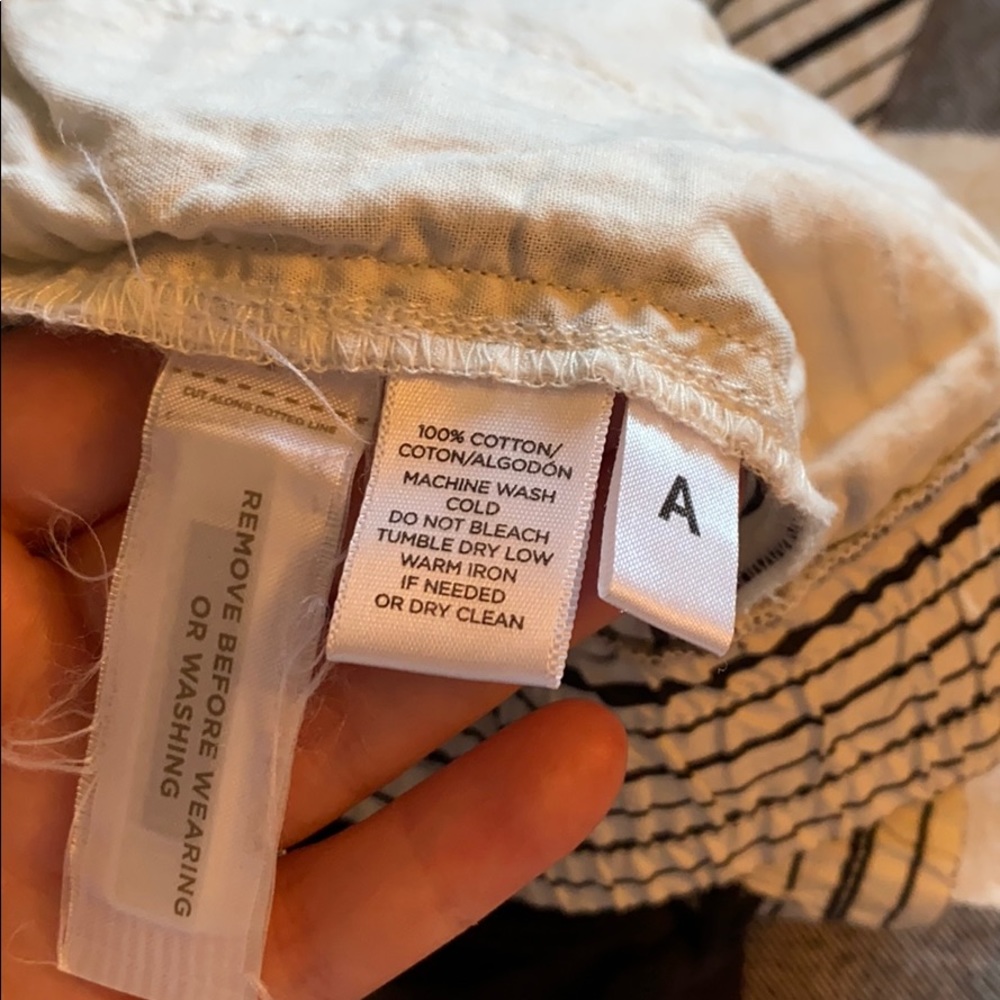 CUT ALONG DOTTED LINE
REMOVE BEFORE WEARING
OR WASHING
100% COTTON/
COTON/ALGODÓN
MACHINE WASH
COLD
DO NOT BLEACH
TUMBLE DRY LOW
WARM IRON
IF NEEDED
OR DRY CLEAN
A